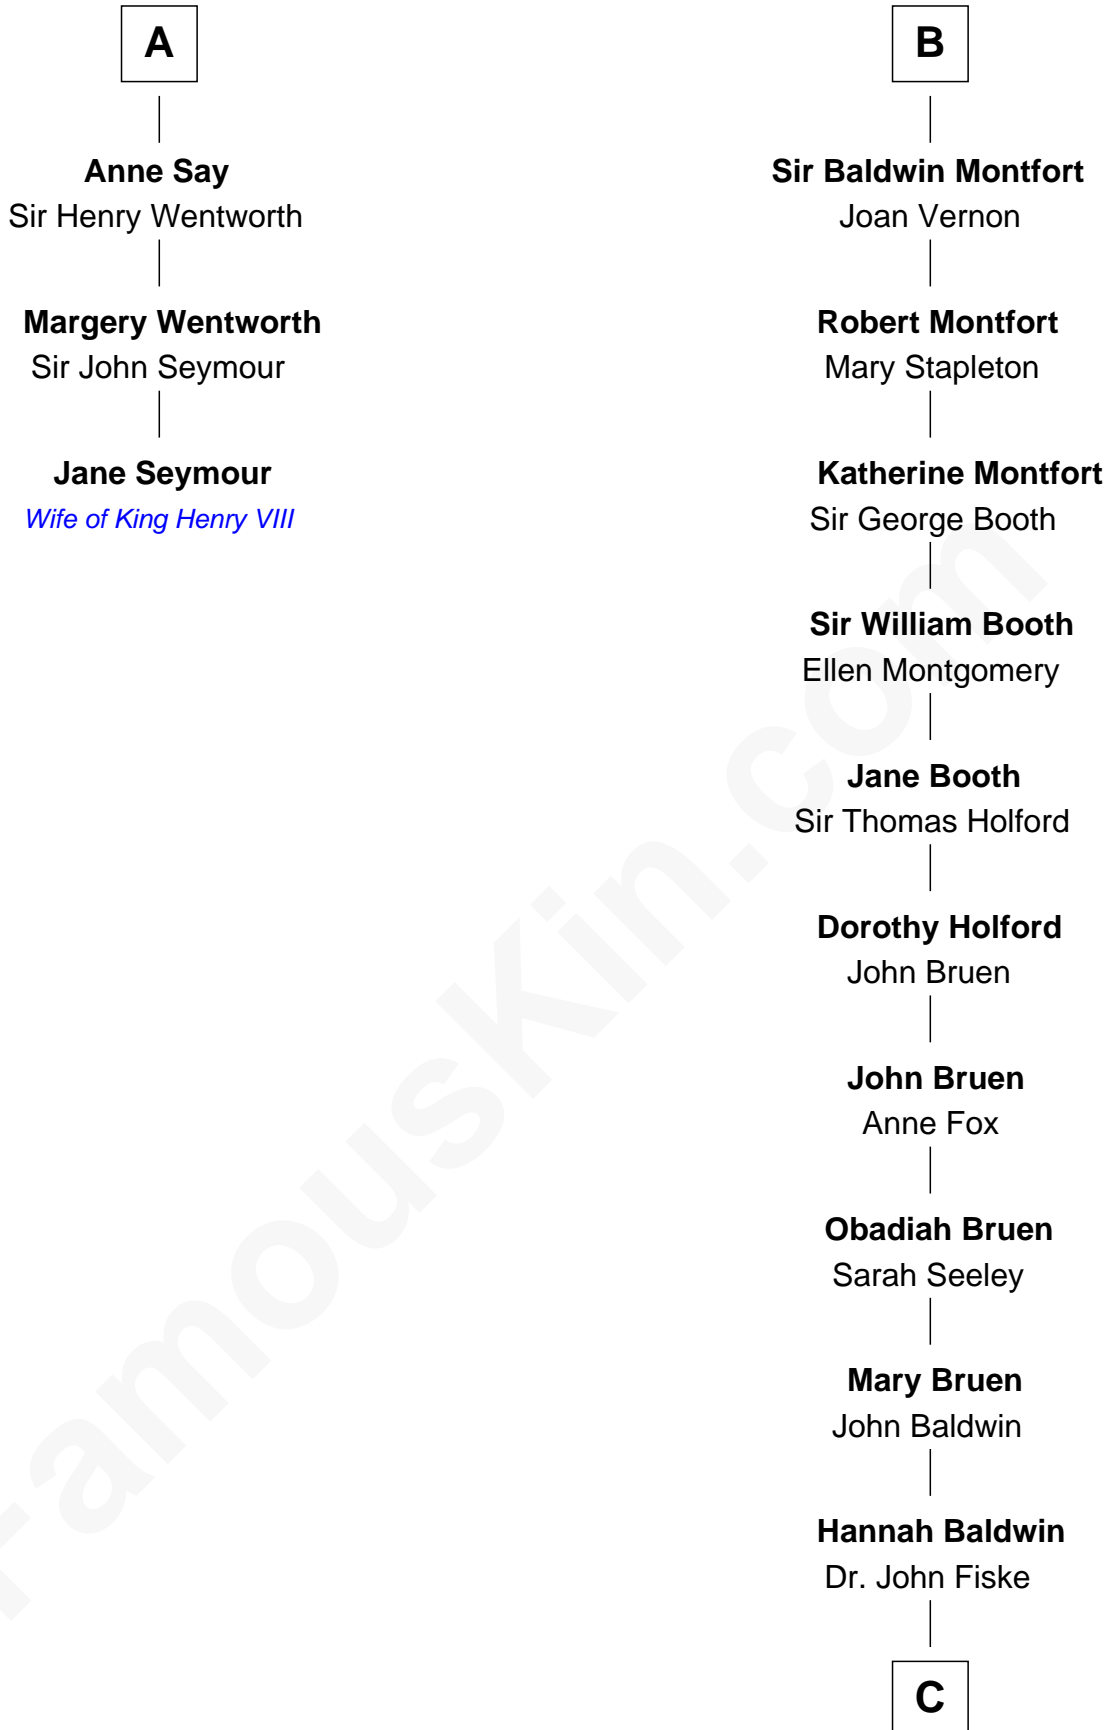 A
Anne Say
Sir Henry Wentworth
Margery Wentworth
Sir John Seymour
Jane Seymour
Wife of King Henry VIII
B
Sir Baldwin Montfort
Joan Vernon
Robert Montfort
Mary Stapleton
Katherine Montfort
Sir George Booth
Sir William Booth
Ellen Montgomery
Jane Booth
Sir Thomas Holford
Dorothy Holford
John Bruen
John Bruen
Anne Fox
Obadiah Bruen
Sarah Seeley
Mary Bruen
John Baldwin
Hannah Baldwin
Dr. John Fiske
C
FamousKin.com